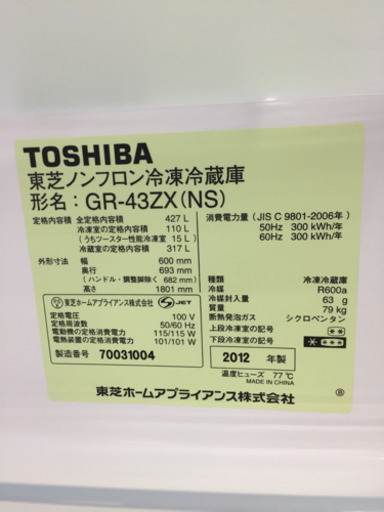 TOSHIBA
東芝ノンフロン冷凍冷蔵庫
形名：GR-43ZX(NS)
定格内容積 全定格内容積 427 L
冷凍室の定格内容積 110 L
(うちツースター性能冷凍室 15 L)
冷蔵室の定格内容積 317 L
外形寸法 幅 600 mm
奥行 693 mm
(ハンドル・調整脚除く 682 mm)
高さ 1801 mm
東芝ホームアプライアンス株式会社 S-JET
定格電圧 100 V
定格周波数 50/60 Hz
電動機の定格消費電力 115/115 W
電熱装置の定格消費電力 101/101 W
製造番号 70031004
消費電力量 (JIS C 9801-2006年)
50Hz 300 kWh/年
60Hz 300 kWh/年
種類 冷凍冷蔵庫
冷媒 R600a
冷媒封入量 63 g
質量 79 kg
断熱発泡ガス シクロペンタン
上段冷凍室の記号
下段冷凍室の記号
2012 年製
温度ヒューズ 77℃
MADE IN CHINA
東芝ホームアプライアンス株式会社
Ⓑ